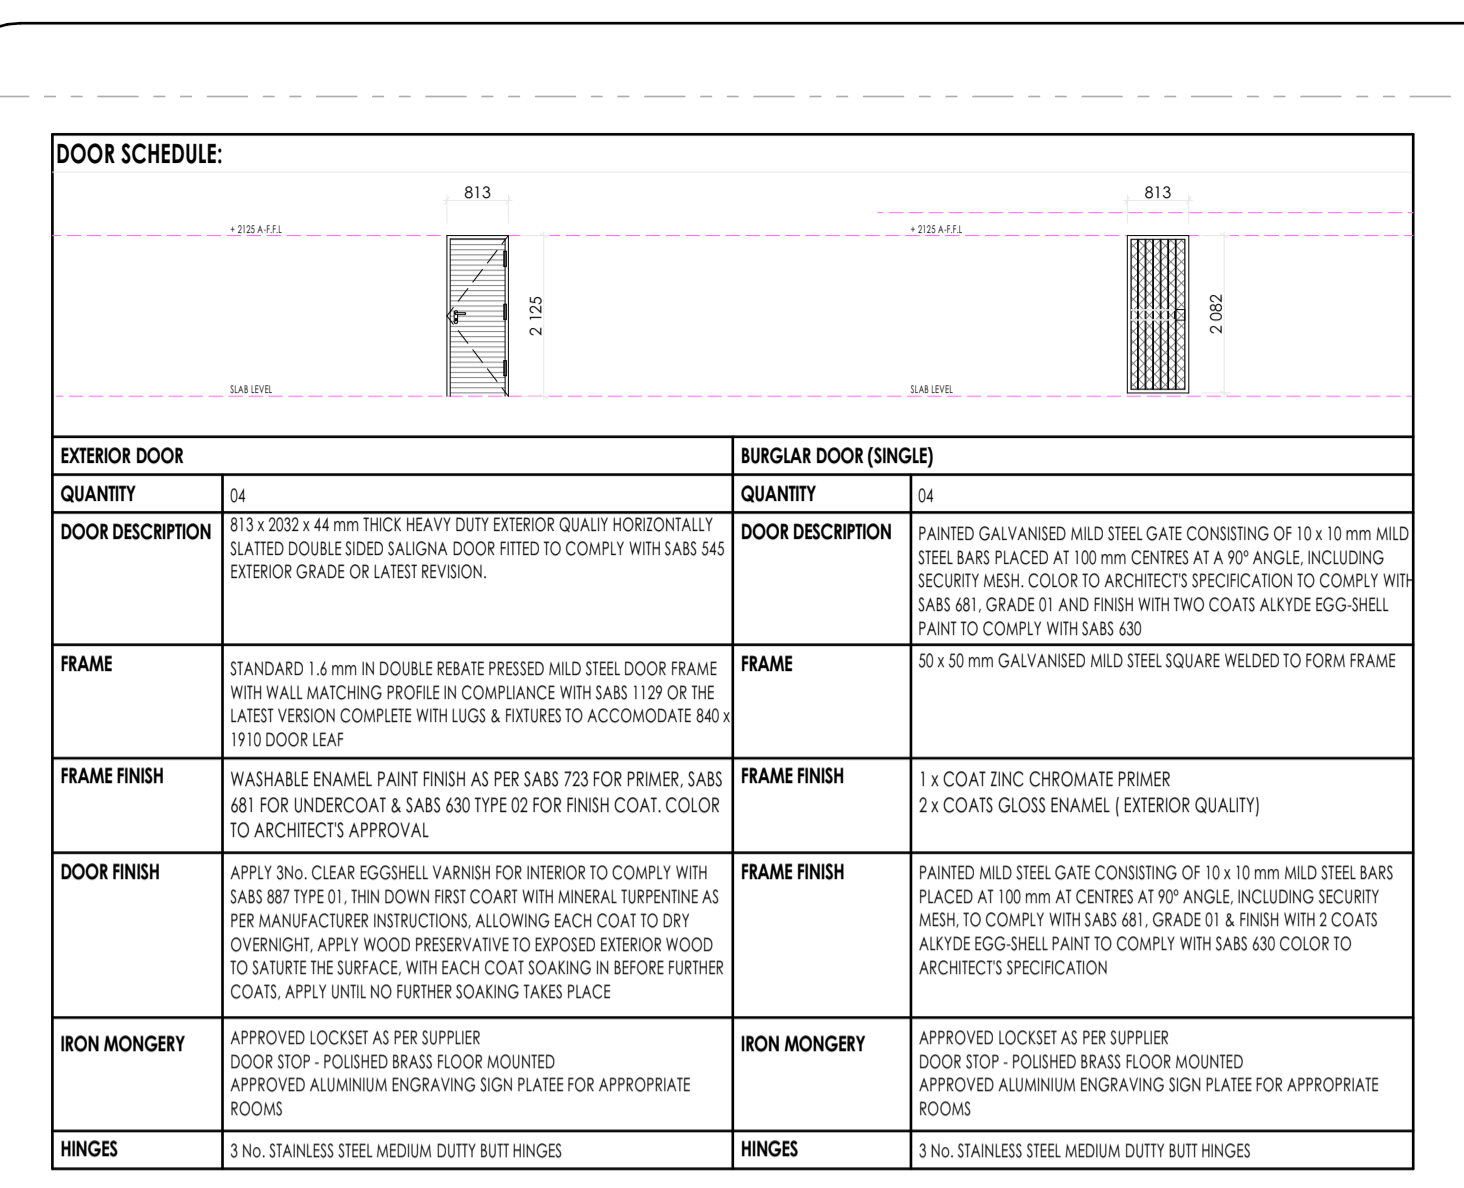 DOOR SCHEDULE:
813
813
+ 2125 A-F.F.L
+ 2125 A-F.F.L
2 125
2 082
SLAB LEVEL
SLAB LEVEL
EXTERIOR DOOR
BURGLAR DOOR (SINGLE)
QUANTITY
04
QUANTITY
04
DOOR DESCRIPTION
813 x 2032 x 44 mm THICK HEAVY DUTY EXTERIOR QUALIY HORIZONTALLY
SLATTED DOUBLE SIDED SALIGNA DOOR FITTED TO COMPLY WITH SABS 545
EXTERIOR GRADE OR LATEST REVISION.
DOOR DESCRIPTION
PAINTED GALVANISED MILD STEEL GATE CONSISTING OF 10 x 10 mm MILD
STEEL BARS PLACED AT 100 mm CENTRES AT A 90º ANGLE, INCLUDING
SECURITY MESH. COLOR TO ARCHITECT'S SPECIFICATION TO COMPLY WITH
SABS 681, GRADE 01 AND FINISH WITH TWO COATS ALKYDE EGG-SHELL
PAINT TO COMPLY WITH SABS 630
FRAME
STANDARD 1.6 mm IN DOUBLE REBATE PRESSED MILD STEEL DOOR FRAME
WITH WALL MATCHING PROFILE IN COMPLIANCE WITH SABS 1129 OR THE
LATEST VERSION COMPLETE WITH LUGS & FIXTURES TO ACCOMODATE 840 x
1910 DOOR LEAF
FRAME
50 x 50 mm GALVANISED MILD STEEL SQUARE WELDED TO FORM FRAME
FRAME FINISH
WASHABLE ENAMEL PAINT FINISH AS PER SABS 723 FOR PRIMER, SABS
681 FOR UNDERCOAT & SABS 630 TYPE 02 FOR FINISH COAT. COLOR
TO ARCHITECT'S APPROVAL
FRAME FINISH
1 x COAT ZINC CHROMATE PRIMER
2 x COATS GLOSS ENAMEL ( EXTERIOR QUALITY)
DOOR FINISH
APPLY 3No. CLEAR EGGSHELL VARNISH FOR INTERIOR TO COMPLY WITH
SABS 887 TYPE 01, THIN DOWN FIRST COART WITH MINERAL TURPENTINE AS
PER MANUFACTURER INSTRUCTIONS, ALLOWING EACH COAT TO DRY
OVERNIGHT, APPLY WOOD PRESERVATIVE TO EXPOSED EXTERIOR WOOD
TO SATURTE THE SURFACE, WITH EACH COAT SOAKING IN BEFORE FURTHER
COATS, APPLY UNTIL NO FURTHER SOAKING TAKES PLACE
FRAME FINISH
PAINTED MILD STEEL GATE CONSISTING OF 10 x 10 mm MILD STEEL BARS
PLACED AT 100 mm AT CENTRES AT 90º ANGLE, INCLUDING SECURITY
MESH, TO COMPLY WITH SABS 681, GRADE 01 & FINISH WITH 2 COATS
ALKYDE EGG-SHELL PAINT TO COMPLY WITH SABS 630 COLOR TO
ARCHITECT'S SPECIFICATION
IRON MONGERY
APPROVED LOCKSET AS PER SUPPLIER
DOOR STOP - POLISHED BRASS FLOOR MOUNTED
APPROVED ALUMINIUM ENGRAVING SIGN PLATEE FOR APPROPRIATE
ROOMS
IRON MONGERY
APPROVED LOCKSET AS PER SUPPLIER
DOOR STOP - POLISHED BRASS FLOOR MOUNTED
APPROVED ALUMINIUM ENGRAVING SIGN PLATEE FOR APPROPRIATE
ROOMS
HINGES
3 No. STAINLESS STEEL MEDIUM DUTTY BUTT HINGES
HINGES
3 No. STAINLESS STEEL MEDIUM DUTTY BUTT HINGES